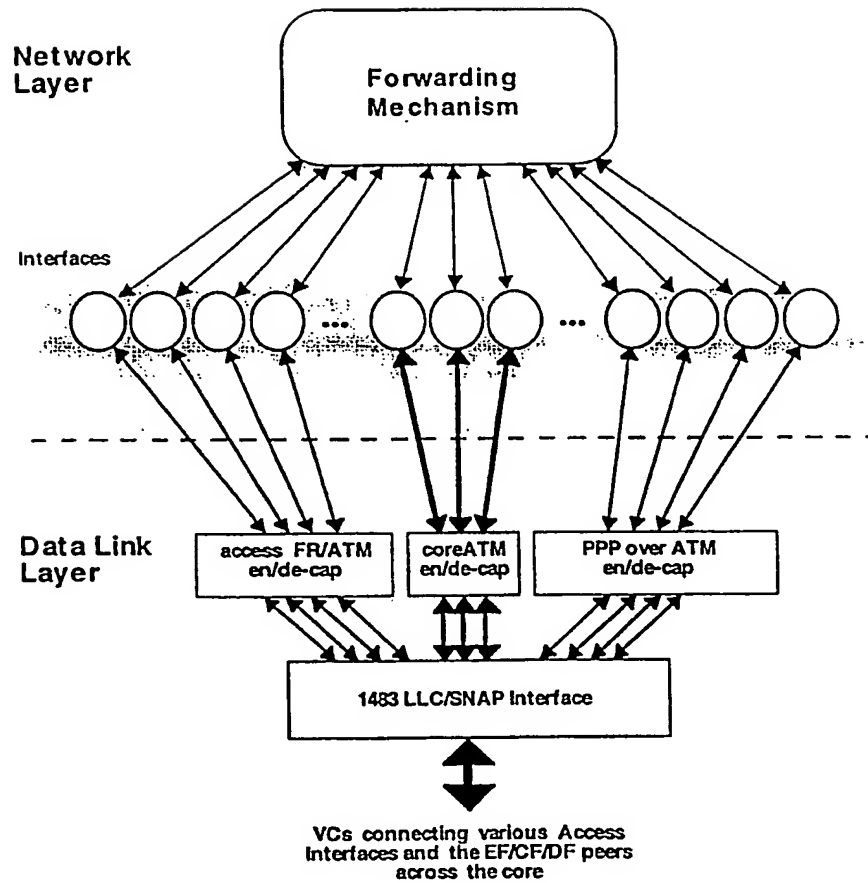 Network
Layer
Forwarding
Mechanism
Interfaces
... ...
Data Link
Layer
access FR/ATM
en/de-cap
coreATM
en/de-cap
PPP over ATM
en/de-cap
1483 LLC/SNAP Interface
VCs connecting various Access
Interfaces and the EF/CF/DF peers
across the core